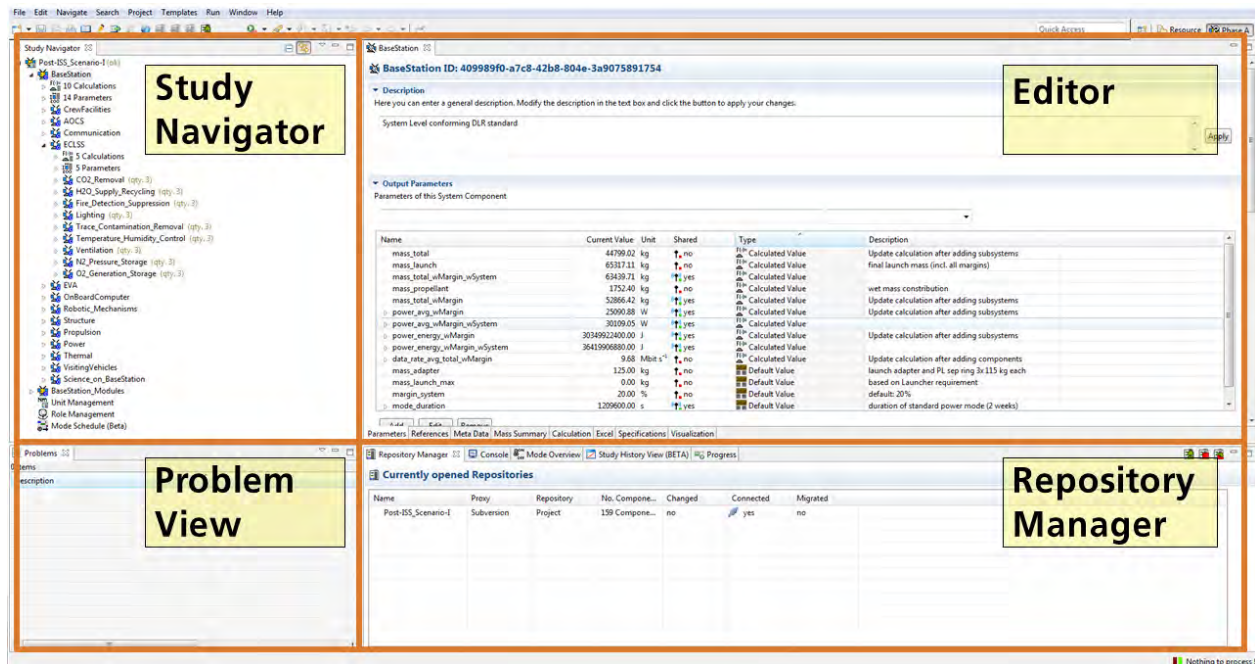 File Edit Navigate Search Project Templates Run Window Help
Quick Access
Resource
Phase A
Study Navigator
Post-ISS_Scenario-I (ok)
BaseStation
10 Calculations
14 Parameters
CrewFacilities
AOCS
Communication
ECLSS
5 Calculations
5 Parameters
CO2_Removal (qty. 3)
H2O_Supply_Recycling (qty. 3)
Fire_Detection_Suppression (qty. 3)
Lighting (qty. 3)
Trace_Contamination_Removal (qty. 3)
Temperature_Humidity_Control (qty. 3)
Ventilation (qty. 3)
N2_Pressure_Storage (qty. 3)
O2_Generation_Storage (qty. 3)
EVA
OnBoardComputer
Robotic_Mechanisms
Structure
Propulsion
Power
Thermal
VisitingVehicles
Science_on_BaseStation
BaseStation_Modules
Unit Management
Role Management
Mode Schedule (Beta)
Study
Navigator
BaseStation
BaseStation ID: 409989f0-a7c8-42b8-804e-3a9075891754
Description
Here you can enter a general description. Modify the description in the text box and click the button to apply your changes.
System Level conforming DLR standard
Apply
Editor
Output Parameters
Parameters of this System Component
Name Current Value Unit Shared Type Description
mass_total 44799.02 kg no Calculated Value Update calculation after adding subsystems
mass_launch 65317.11 kg no Calculated Value final launch mass (incl. all margins)
mass_total_wMargin_wSystem 63439.71 kg yes Calculated Value
mass_propellant 1752.40 kg no Calculated Value wet mass constribution
mass_total_wMargin 52866.42 kg yes Calculated Value Update calculation after adding subsystems
power_avg_wMargin 25090.88 W yes Calculated Value Update calculation after adding subsystems
power_avg_wMargin_wSystem 30109.05 W yes Calculated Value
power_energy_wMargin 30349922400.00 J yes Calculated Value Update calculation after adding subsystems
power_energy_wMargin_wSystem 36419906880.00 J yes Calculated Value
data_rate_avg_total_wMargin 9.68 Mbit s⁻¹ no Calculated Value Update calculation after adding components
mass_adapter 125.00 kg no Default Value launch adapter and PL sep ring 3x 115 kg each
mass_launch_max 0.00 kg no Default Value based on Launcher requirement
margin_system 20.00 % no Default Value default: 20%
mode_duration 1209600.00 s yes Default Value duration of standard power mode (2 weeks)
Add Edit Remove
Parameters References Meta Data Mass Summary Calculation Excel Specifications Visualization
Problems
0 items
Description
Problem
View
Repository Manager Console Mode Overview Study History View (BETA) Progress
Currently opened Repositories
Name Proxy Repository No. Compone... Changed Connected Migrated
Post-ISS_Scenario-I Subversion Project 159 Compone... no yes no
Repository
Manager
Nothing to process